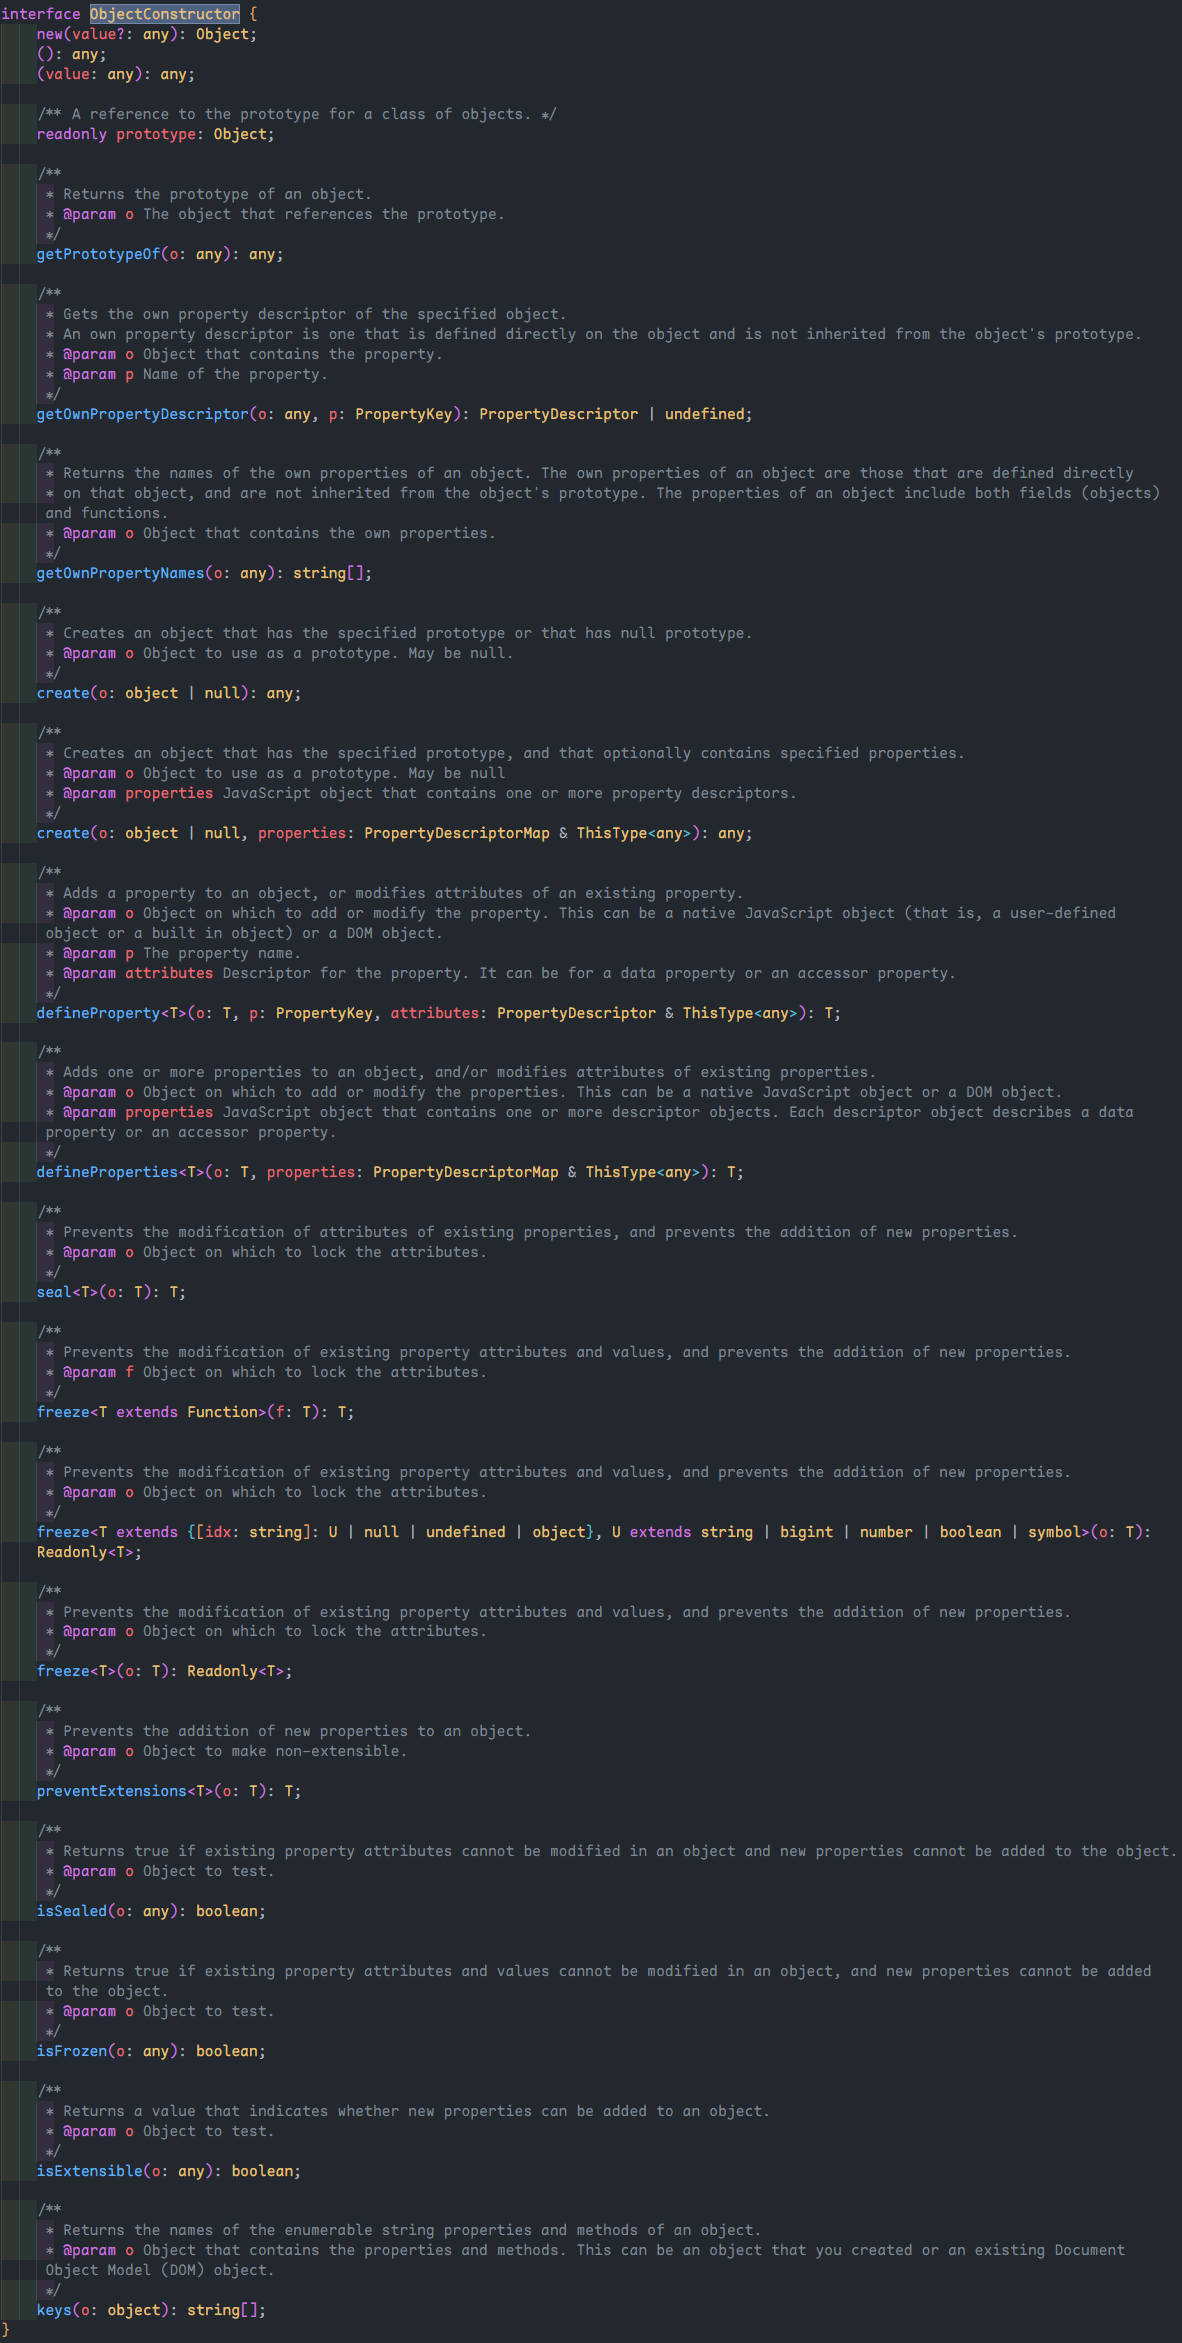 interface ObjectConstructor {
new(value?: any): Object;
(): any;
(value: any): any;
/** A reference to the prototype for a class of objects. */
readonly prototype: Object;
/**
* Returns the prototype of an object.
* @param o The object that references the prototype.
*/
getPrototypeOf(o: any): any;
/**
* Gets the own property descriptor of the specified object.
* An own property descriptor is one that is defined directly on the object and is not inherited from the object's prototype.
* @param o Object that contains the property.
* @param p Name of the property.
*/
getOwnPropertyDescriptor(o: any, p: PropertyKey): PropertyDescriptor | undefined;
/**
* Returns the names of the own properties of an object. The own properties of an object are those that are defined directly
* on that object, and are not inherited from the object's prototype. The properties of an object include both fields (objects)
and functions.
* @param o Object that contains the own properties.
*/
getOwnPropertyNames(o: any): string[];
/**
* Creates an object that has the specified prototype or that has null prototype.
* @param o Object to use as a prototype. May be null.
*/
create(o: object | null): any;
/**
* Creates an object that has the specified prototype, and that optionally contains specified properties.
* @param o Object to use as a prototype. May be null
* @param properties JavaScript object that contains one or more property descriptors.
*/
create(o: object | null, properties: PropertyDescriptorMap & ThisType<any>): any;
/**
* Adds a property to an object, or modifies attributes of an existing property.
* @param o Object on which to add or modify the property. This can be a native JavaScript object (that is, a user-defined
object or a built in object) or a DOM object.
* @param p The property name.
* @param attributes Descriptor for the property. It can be for a data property or an accessor property.
*/
defineProperty<T>(o: T, p: PropertyKey, attributes: PropertyDescriptor & ThisType<any>): T;
/**
* Adds one or more properties to an object, and/or modifies attributes of existing properties.
* @param o Object on which to add or modify the properties. This can be a native JavaScript object or a DOM object.
* @param properties JavaScript object that contains one or more descriptor objects. Each descriptor object describes a data
property or an accessor property.
*/
defineProperties<T>(o: T, properties: PropertyDescriptorMap & ThisType<any>): T;
/**
* Prevents the modification of attributes of existing properties, and prevents the addition of new properties.
* @param o Object on which to lock the attributes.
*/
seal<T>(o: T): T;
/**
* Prevents the modification of existing property attributes and values, and prevents the addition of new properties.
* @param f Object on which to lock the attributes.
*/
freeze<T extends Function>(f: T): T;
/**
* Prevents the modification of existing property attributes and values, and prevents the addition of new properties.
* @param o Object on which to lock the attributes.
*/
freeze<T extends {[idx: string]: U | null | undefined | object}, U extends string | bigint | number | boolean | symbol>(o: T):
Readonly<T>;
/**
* Prevents the modification of existing property attributes and values, and prevents the addition of new properties.
* @param o Object on which to lock the attributes.
*/
freeze<T>(o: T): Readonly<T>;
/**
* Prevents the addition of new properties to an object.
* @param o Object to make non-extensible.
*/
preventExtensions<T>(o: T): T;
/**
* Returns true if existing property attributes cannot be modified in an object and new properties cannot be added to the object.
* @param o Object to test.
*/
isSealed(o: any): boolean;
/**
* Returns true if existing property attributes and values cannot be modified in an object, and new properties cannot be added
to the object.
* @param o Object to test.
*/
isFrozen(o: any): boolean;
/**
* Returns a value that indicates whether new properties can be added to an object.
* @param o Object to test.
*/
isExtensible(o: any): boolean;
/**
* Returns the names of the enumerable string properties and methods of an object.
* @param o Object that contains the properties and methods. This can be an object that you created or an existing Document
Object Model (DOM) object.
*/
keys(o: object): string[];
}